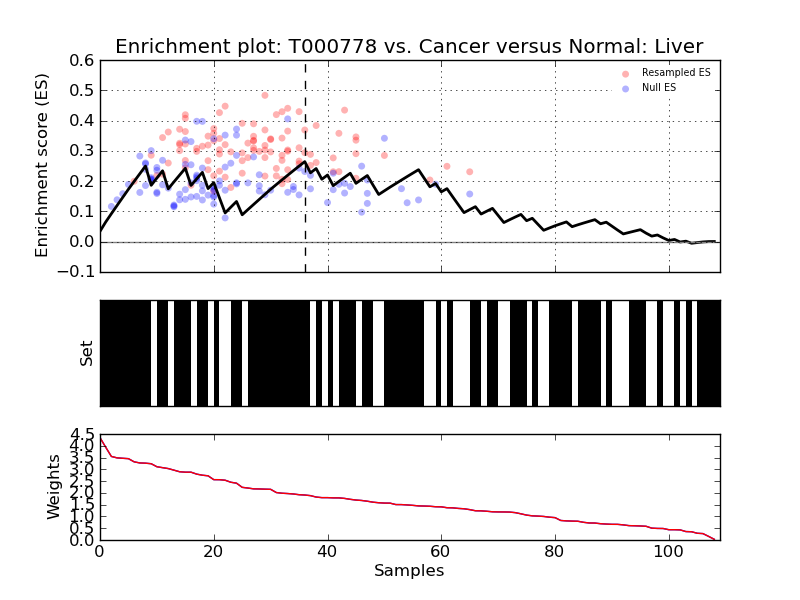 Enrichment plot: T000778 vs. Cancer versus Normal: Liver
Enrichment score (ES)
0.6
0.5
0.4
0.3
0.2
0.1
0.0
−0.1
Resampled ES
Null ES
Set
Weights
4.5
4.0
3.5
3.0
2.5
2.0
1.5
1.0
0.5
0.0
0 20 40 60 80 100
Samples